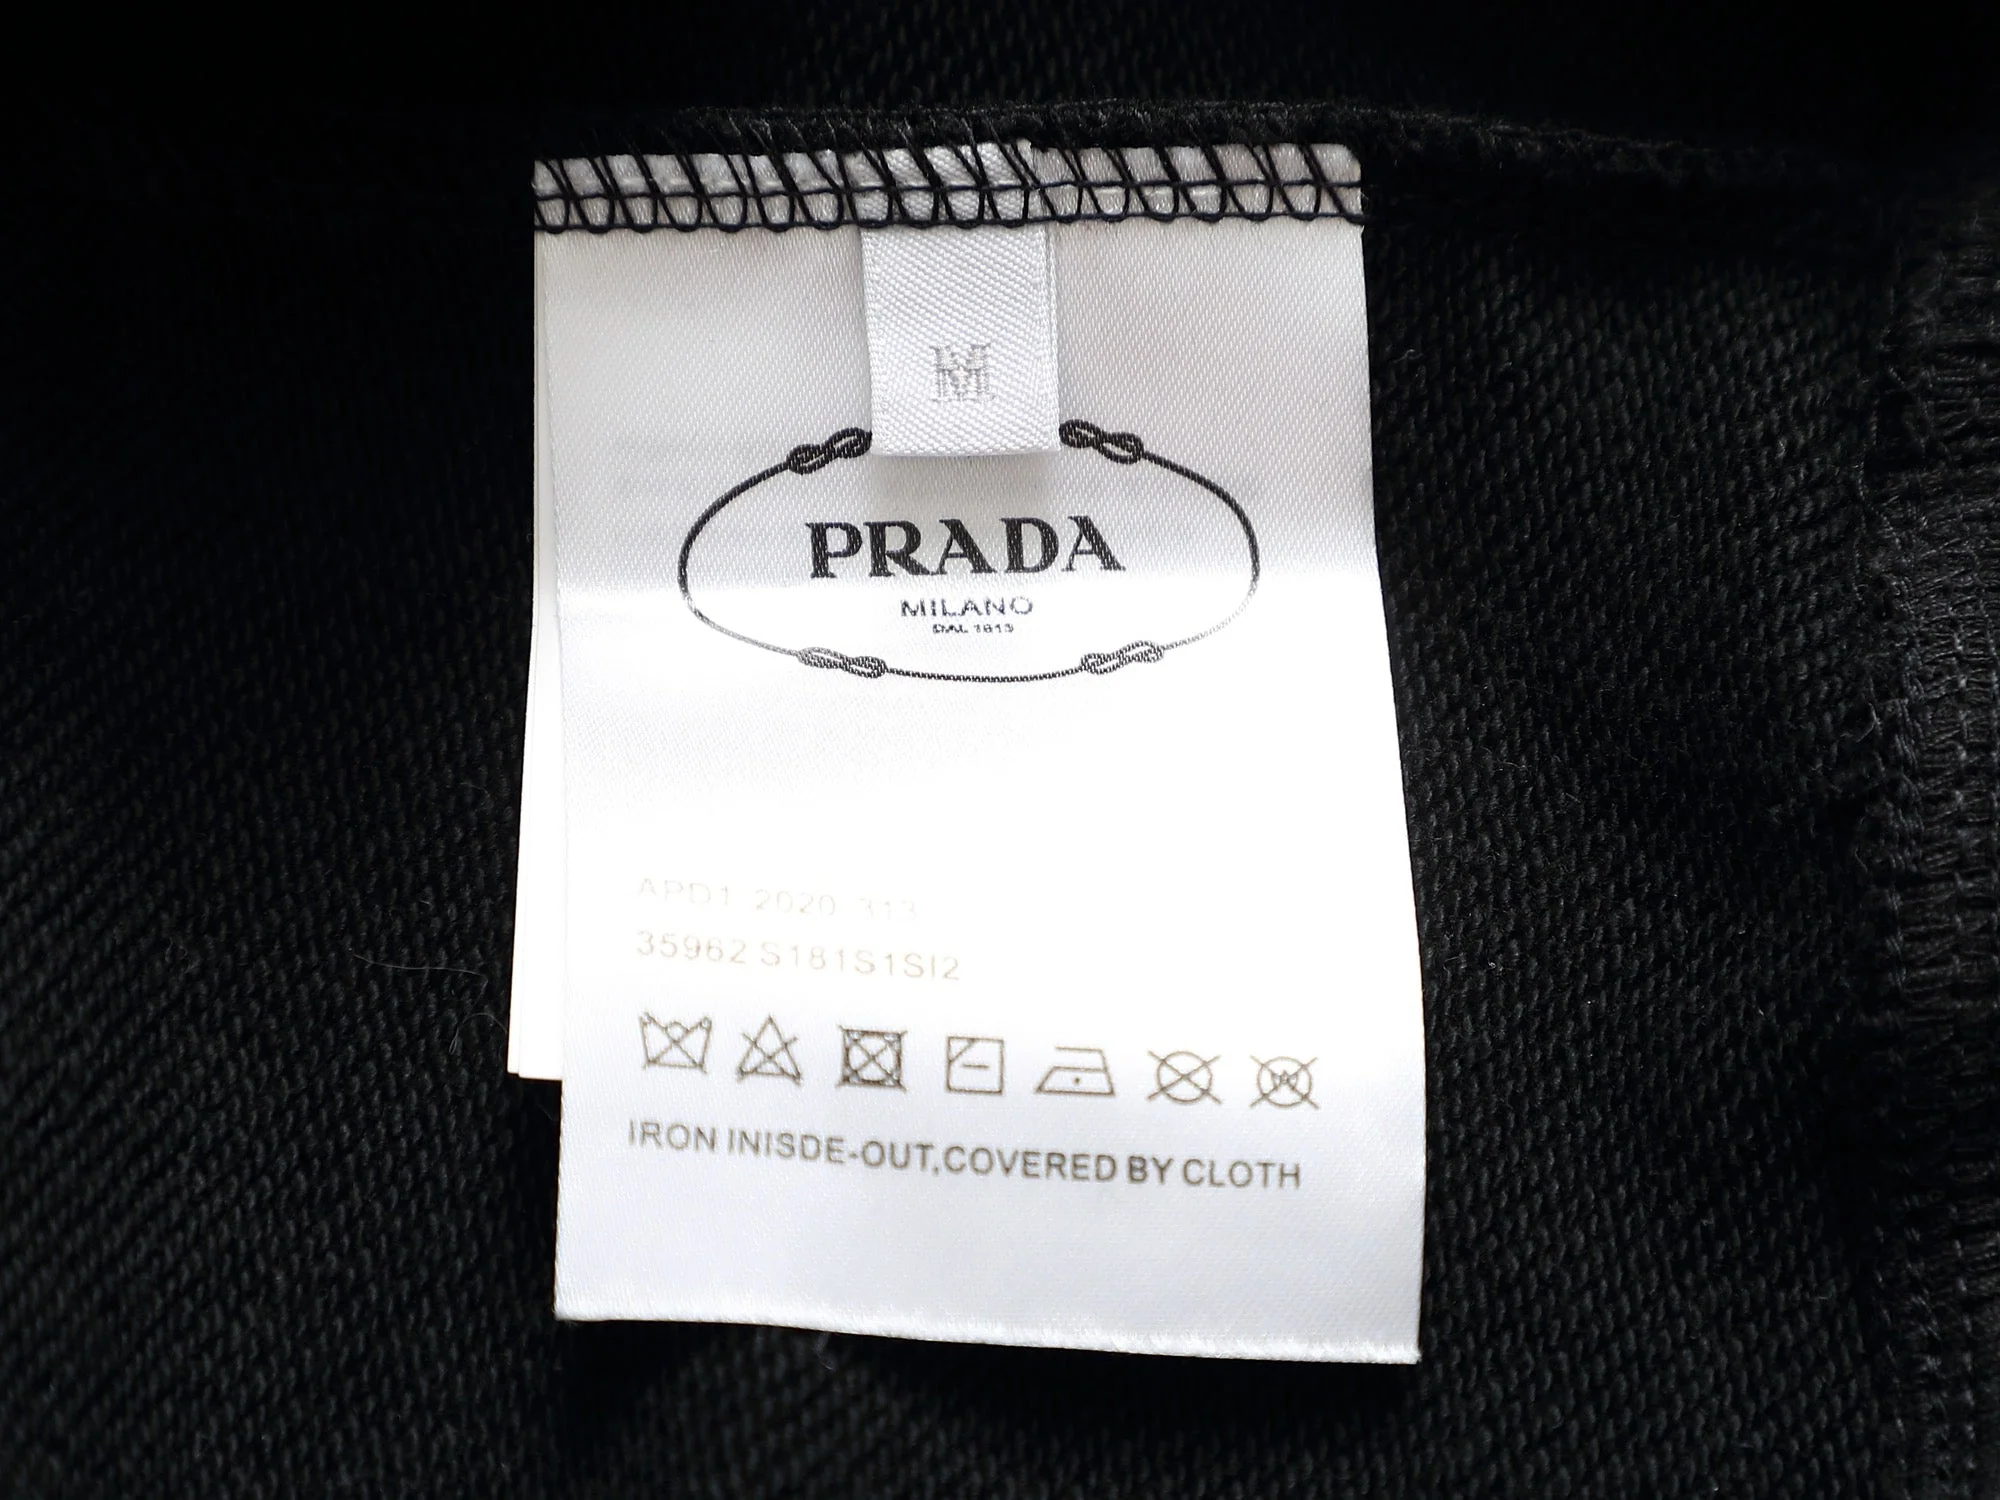 M
PRADA
MILANO
DAL 1913
APD1 2020 313
35962 S181S1SI2
IRON INISDE-OUT,COVERED BY CLOTH